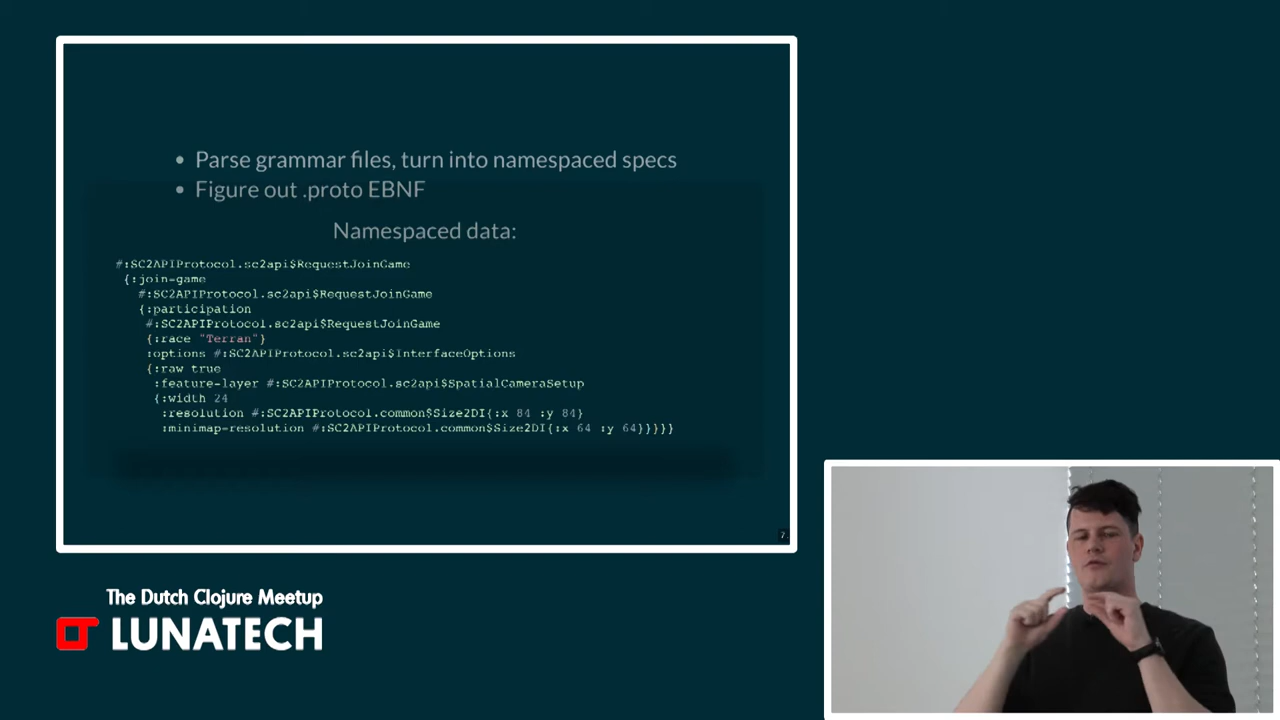 • Parse grammar files, turn into namespaced specs
• Figure out .proto EBNF
Namespaced data:
#:SC2APIProtocol.sc2api$RequestJoinGame
{:join-game
#:SC2APIProtocol.sc2api$RequestJoinGame
{:participation
#:SC2APIProtocol.sc2api$RequestJoinGame
{:race "Terran"}
:options #:SC2APIProtocol.sc2api$InterfaceOptions
{:raw true
:feature-layer #:SC2APIProtocol.sc2api$SpatialCameraSetup
{:width 24
:resolution #:SC2APIProtocol.common$Size2DI{:x 84 :y 84}
:minimap-resolution #:SC2APIProtocol.common$Size2DI{:x 64 :y 64}}}}}
7
The Dutch Clojure Meetup
LUNATECH